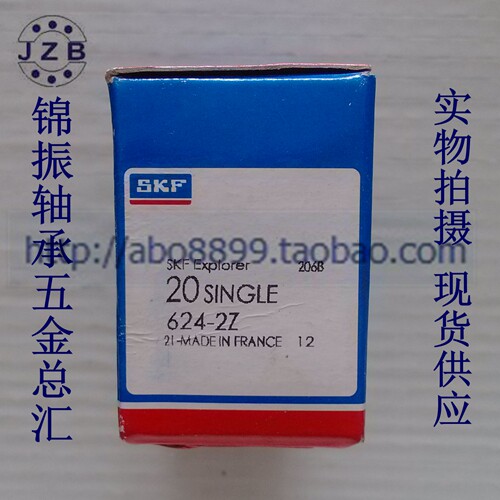 JZB
锦振轴承五金总汇
实物拍摄 现货供应
SKF
http://abo8899.taobao.com
SKF Explorer 206B
20 SINGLE
624-2Z
21-MADE IN FRANCE 12